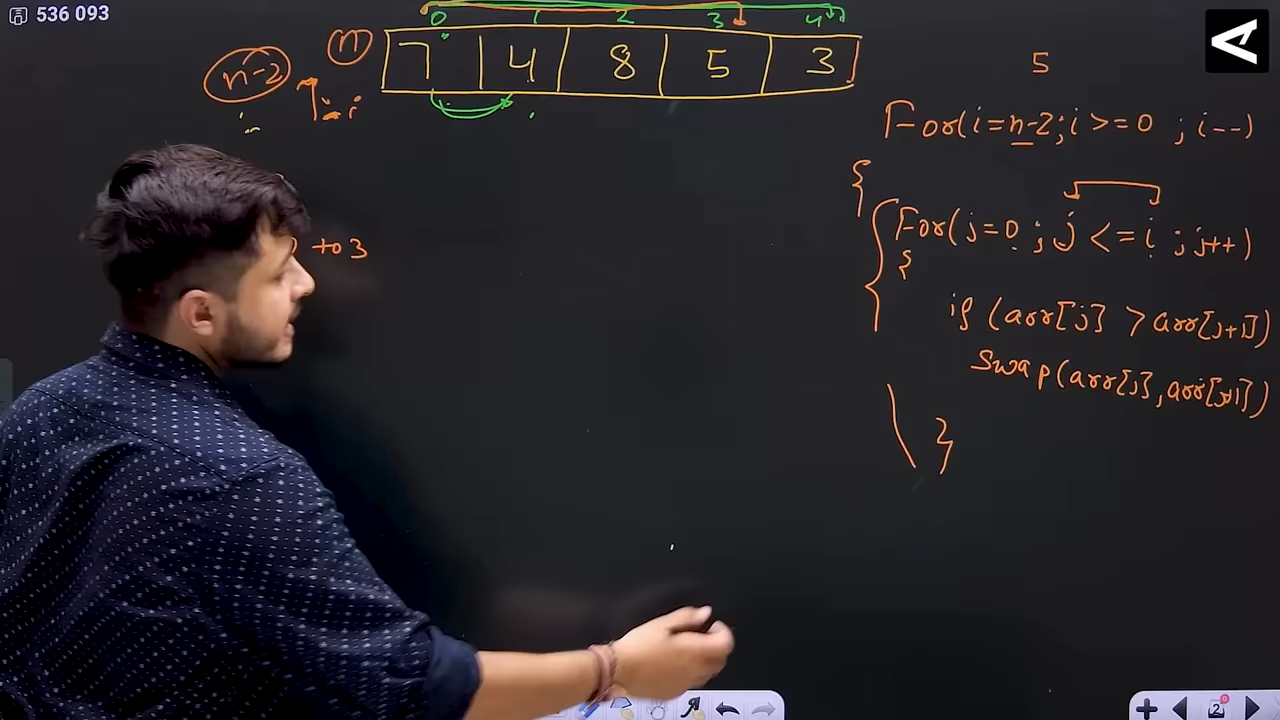 536 093
0 1 2 3 4
n 7 4 8 5 3
n-2
i
5
For(i=n-2;i>=0 ;i--)
{
For(j=0;j<=i;j++)
{
to 3
if (arr[j] > arr[j+1])
Swap(arr[j],arr[j+1])
}
2